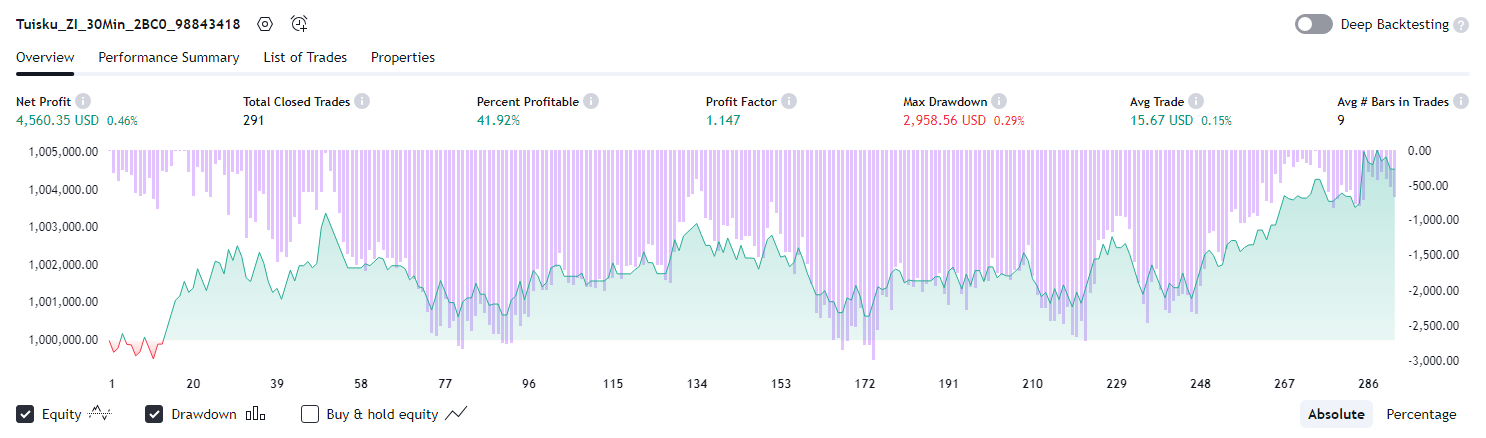 Tuisku_ZI_30Min_2BC0_98843418
Deep Backtesting ?
Overview Performance Summary List of Trades Properties
Net Profit i Total Closed Trades i Percent Profitable i Profit Factor i Max Drawdown i Avg Trade i Avg # Bars in Trades i
4,560.35 USD 0.46% 291 41.92% 1.147 2,958.56 USD 0.29% 15.67 USD 0.15% 9
1,005,000.00 0.00
1,004,000.00 -500.00
1,003,000.00 -1,000.00
1,002,000.00 -1,500.00
1,001,000.00 -2,000.00
1,000,000.00 -2,500.00
-3,000.00
1 20 39 58 77 96 115 134 153 172 191 210 229 248 267 286
Equity Drawdown Buy & hold equity Absolute Percentage